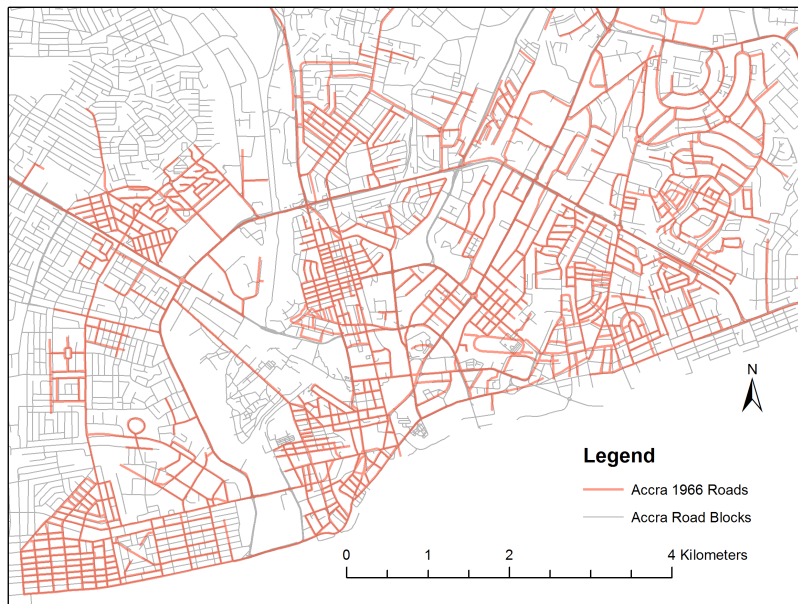 N
Legend
Accra 1966 Roads
Accra Road Blocks
0 1 2 4 Kilometers